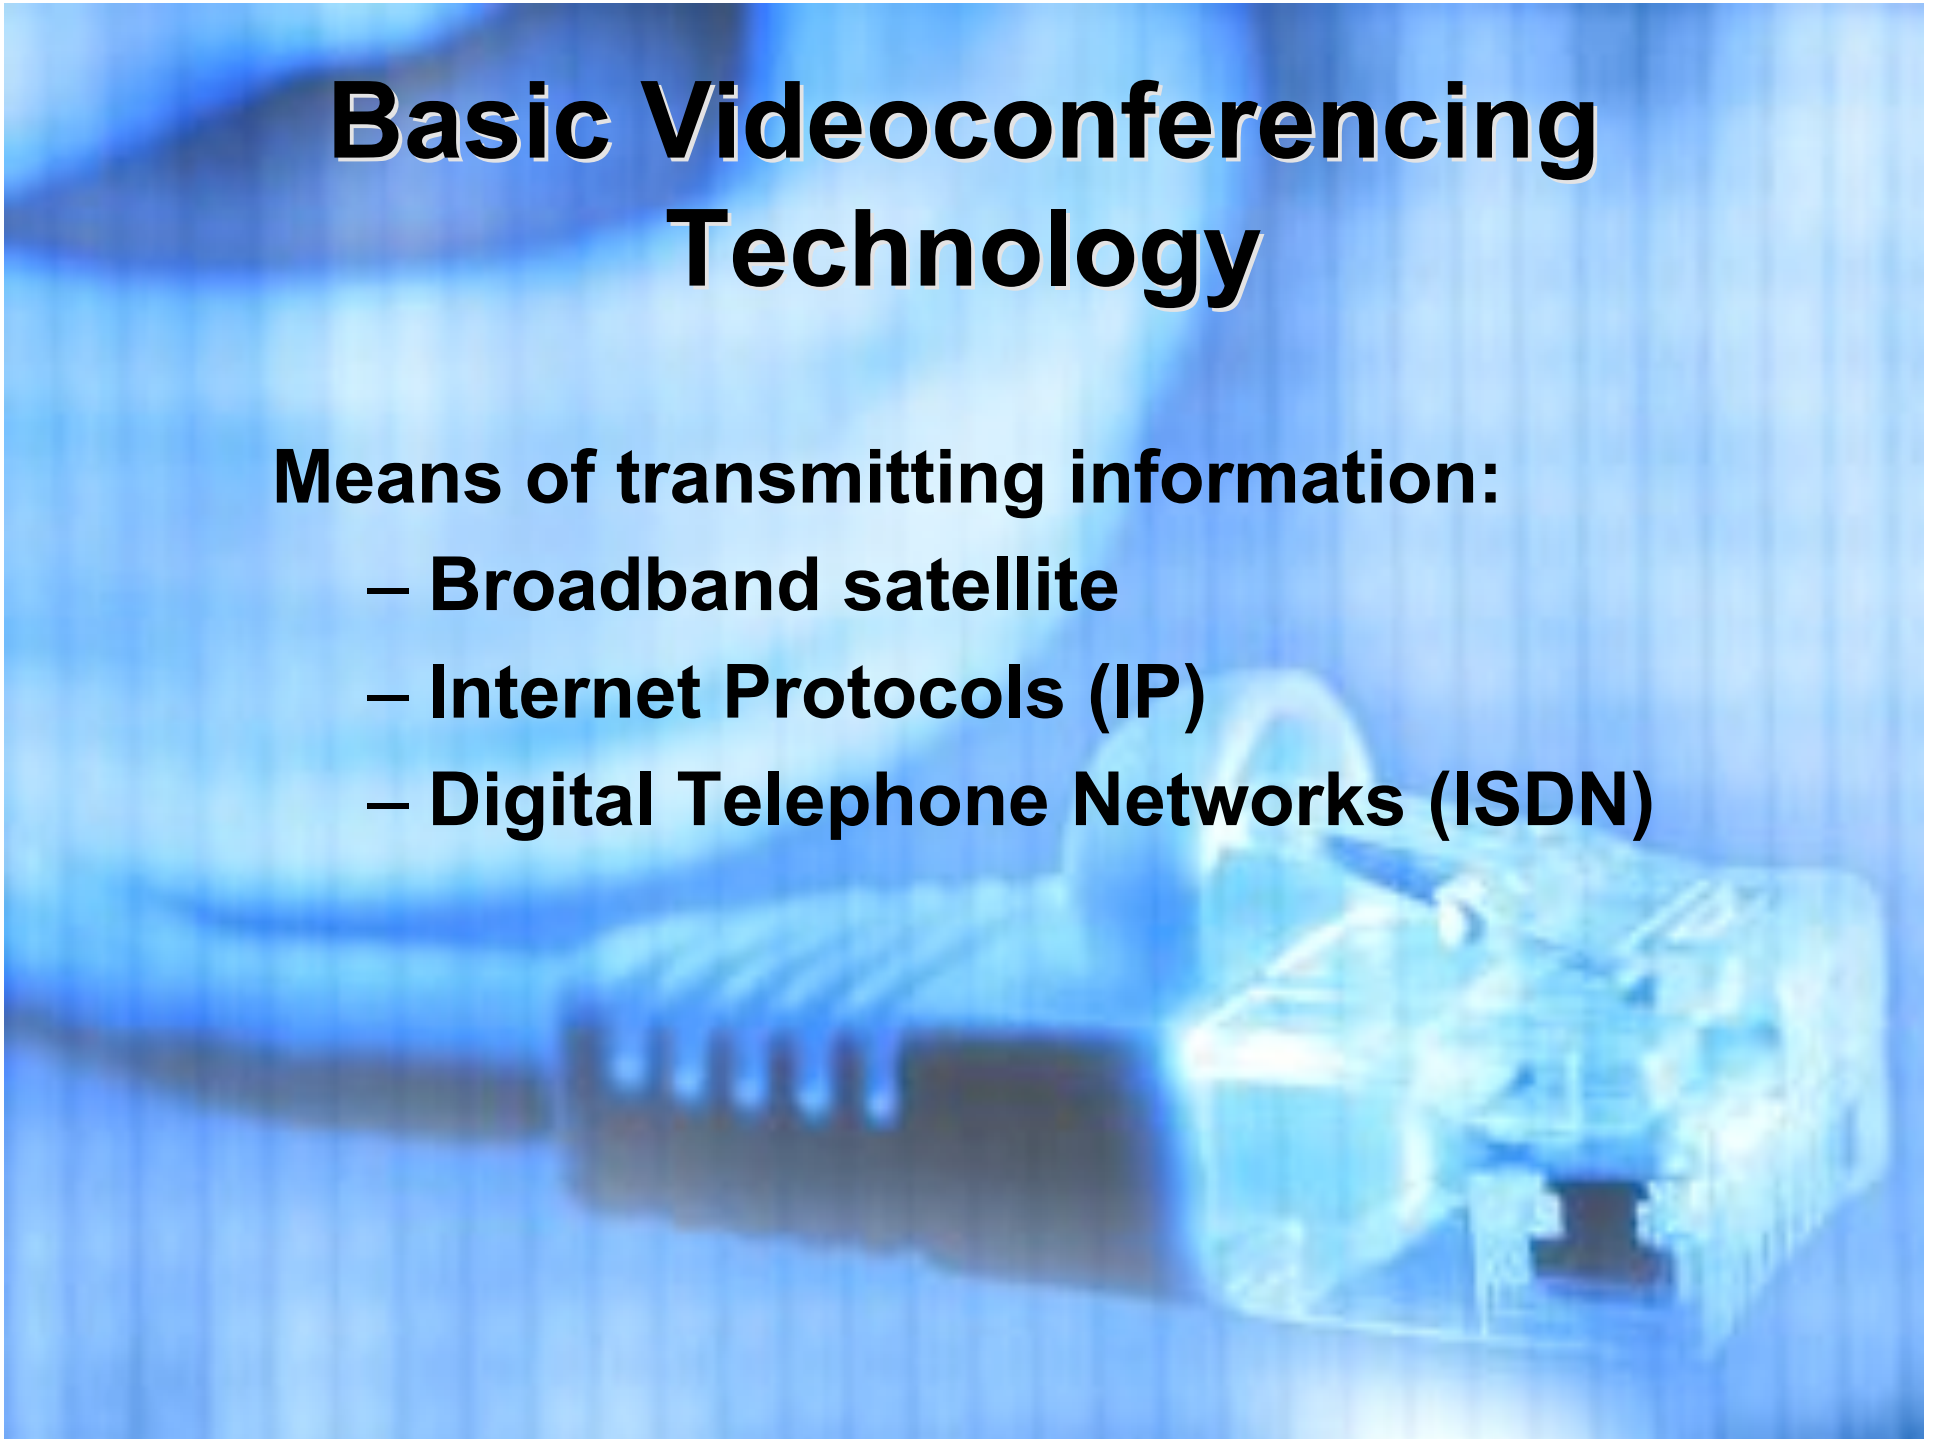 Basic Videoconferencing
Technology
Means of transmitting information:
– Broadband satellite
– Internet Protocols (IP)
– Digital Telephone Networks (ISDN)